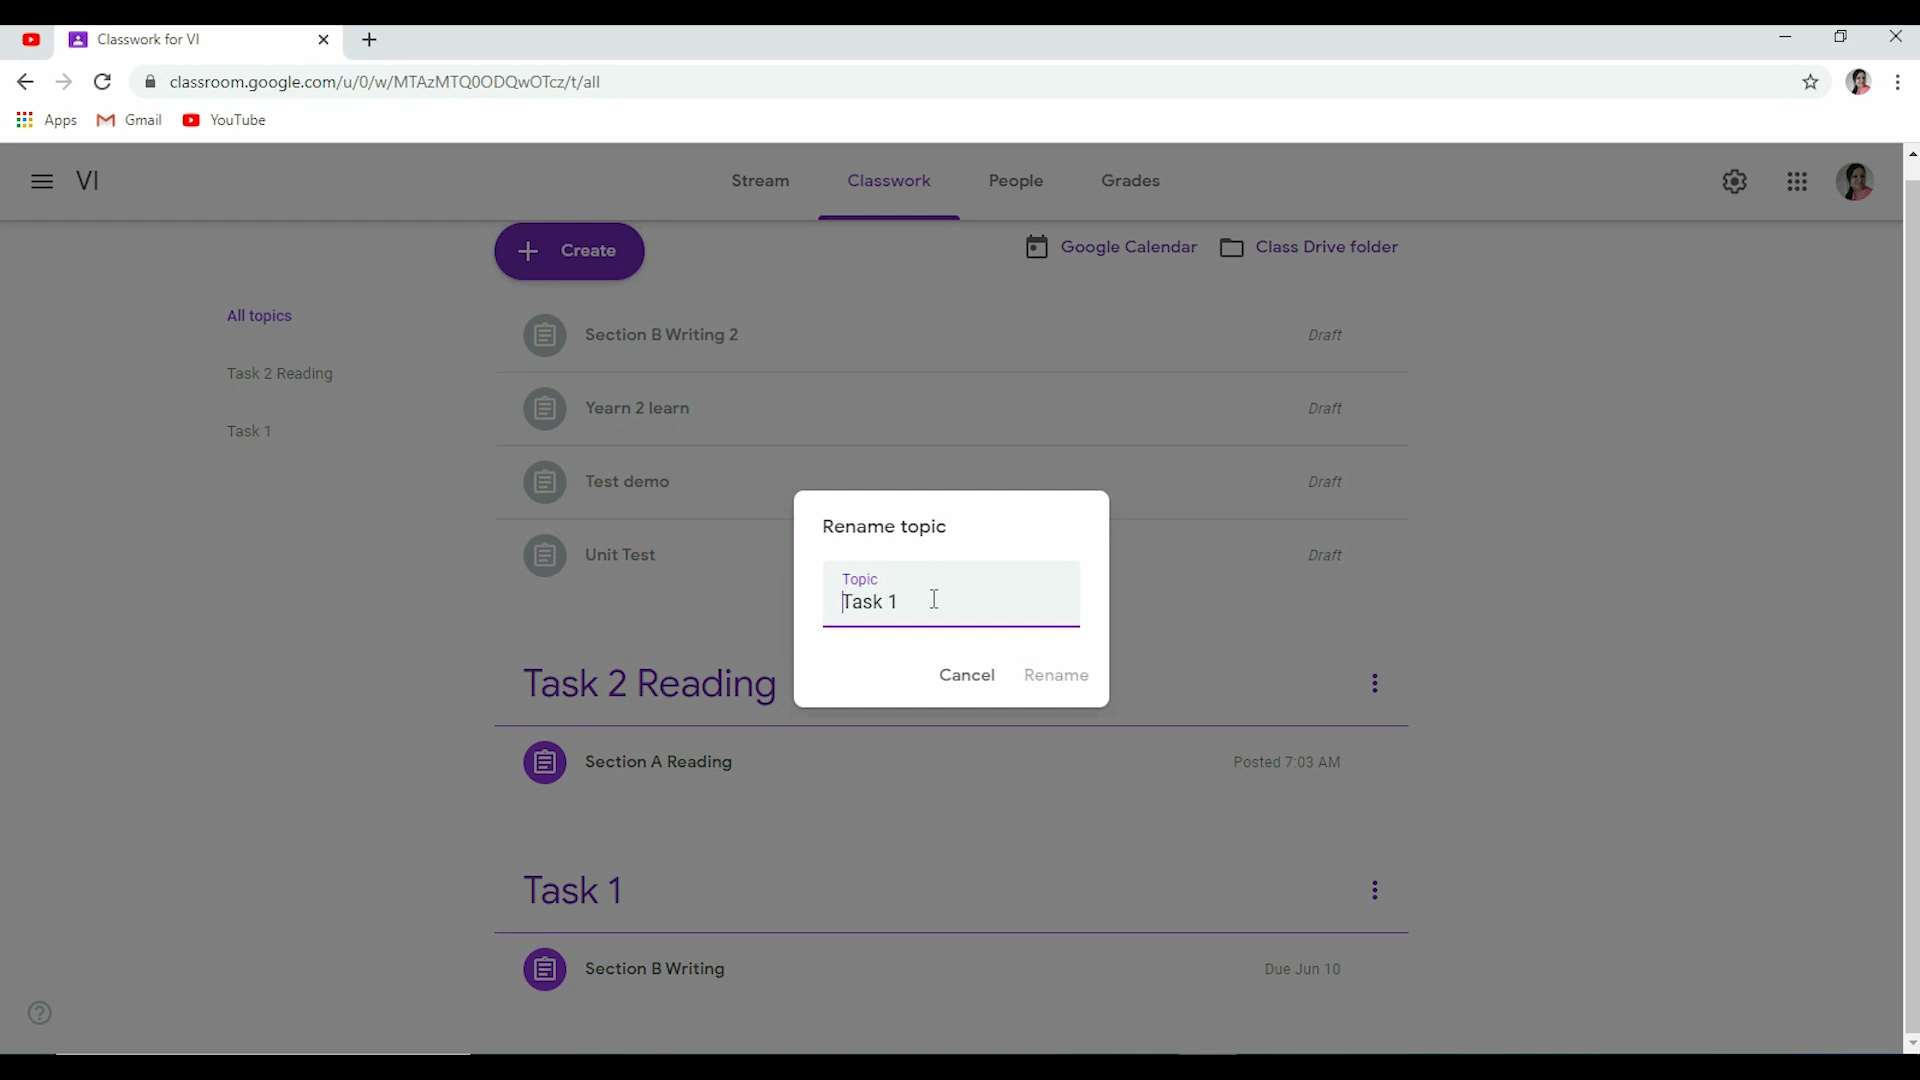 Classwork for VI
classroom.google.com/u/0/w/MTAzMTQ0ODQwOTcz/t/all
Apps Gmail YouTube
VI Stream Classwork People Grades
Create Google Calendar Class Drive folder
All topics
Task 2 Reading
Task 1
Section B Writing 2 Draft
Yearn 2 learn Draft
Test demo Draft
Unit Test Draft
Rename topic
Topic
Task 1
Cancel Rename
Task 2 Reading
Section A Reading Posted 7:03 AM
Task 1
Section B Writing Due Jun 10